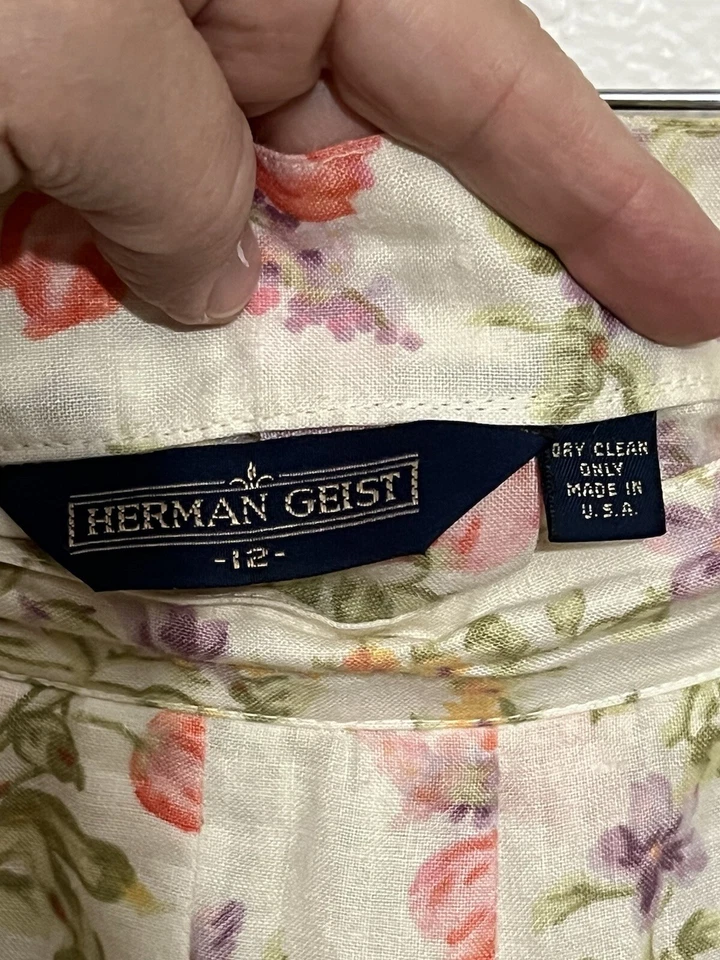 HERMAN GEIST
-12-
DRY CLEAN
ONLY
MADE IN
U.S.A.